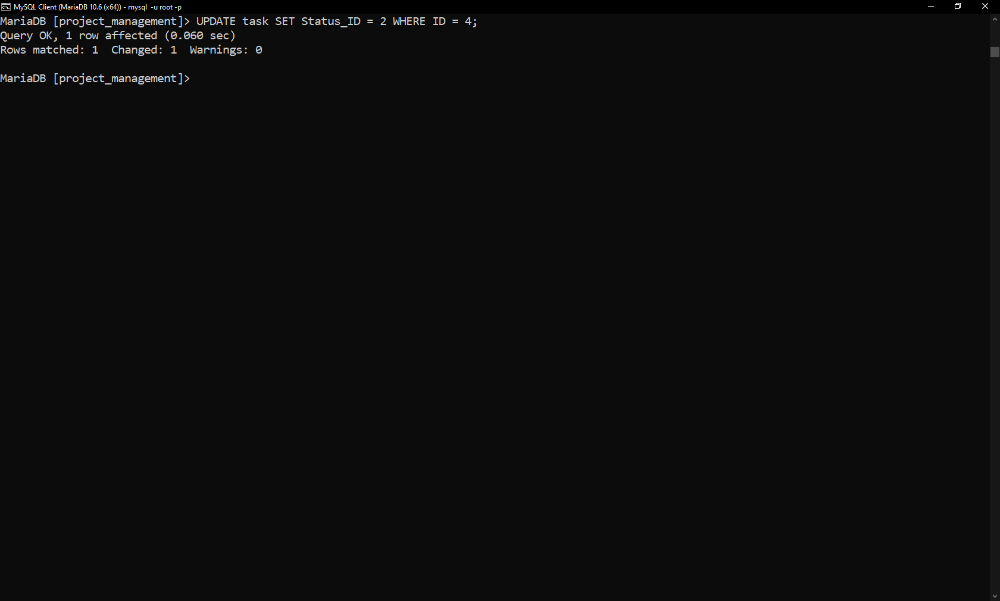 MySQL Client (MariaDB 10.6 (x64)) - mysql  -u root -p
MariaDB [project_management]> UPDATE task SET Status_ID = 2 WHERE ID = 4;
Query OK, 1 row affected (0.060 sec)
Rows matched: 1  Changed: 1  Warnings: 0
MariaDB [project_management]>